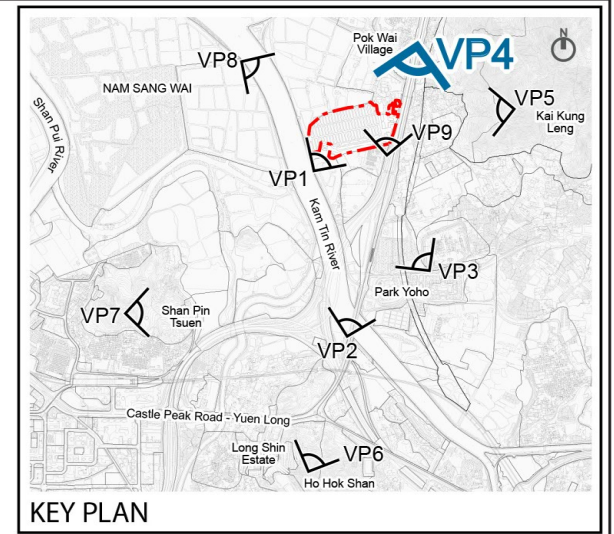 Pok Wai
Village
VP4
N
VP8
NAM SANG WAI
VP5
Kai Kung
Leng
Shan Pui River
VP9
VP1
Kam Tin River
VP3
Park Yoho
VP7
Shan Pin
Tsuen
VP2
Castle Peak Road - Yuen Long
Long Shin
Estate
VP6
Ho Hok Shan
KEY PLAN